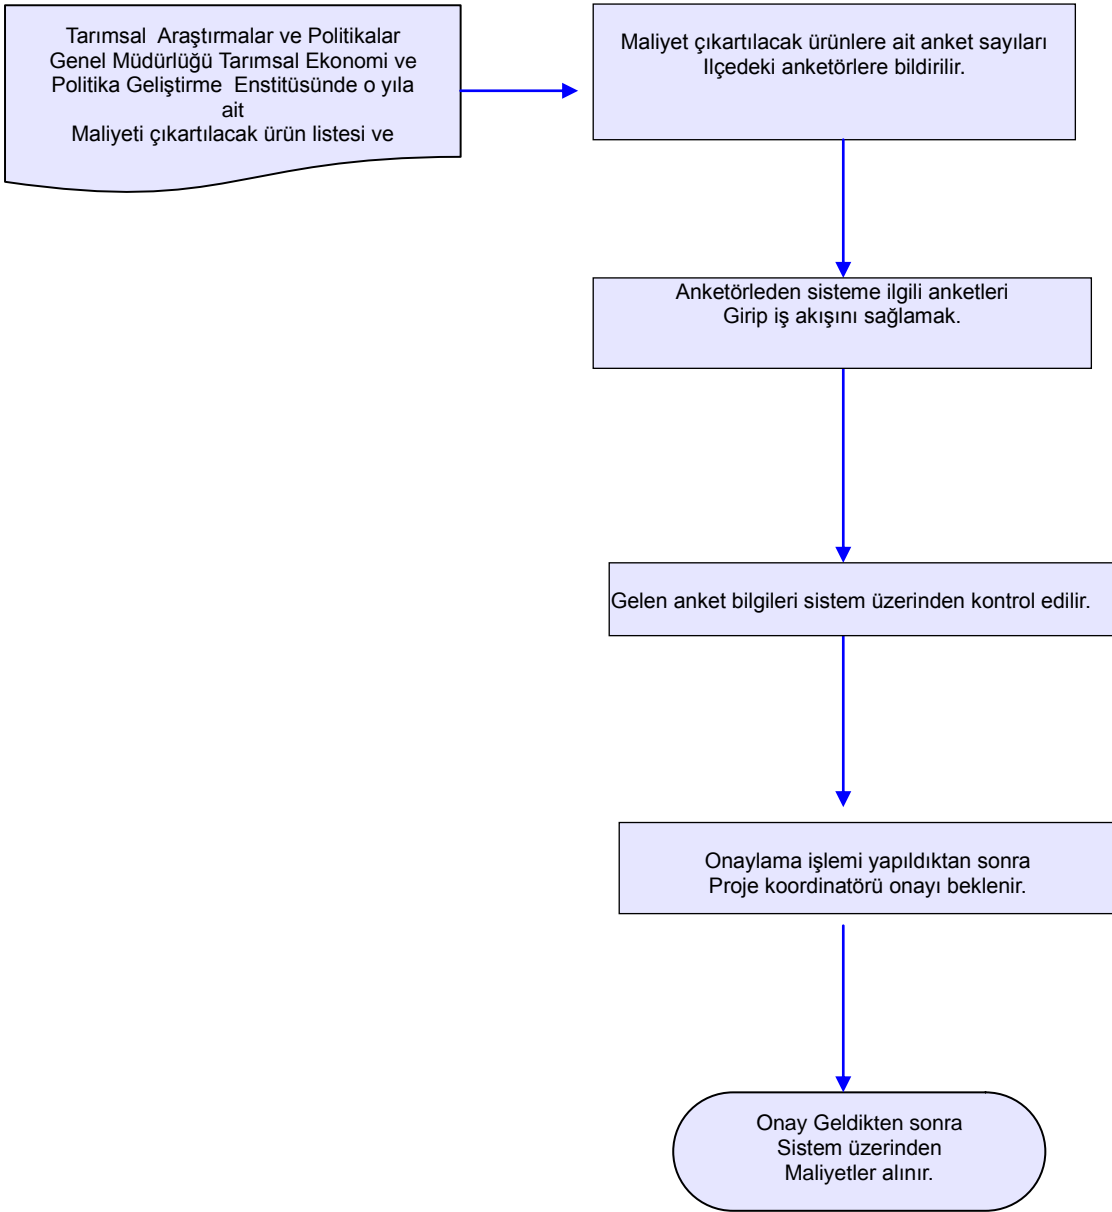 Tarımsal Araştırmalar ve Politikalar
Genel Müdürlüğü Tarımsal Ekonomi ve
Politika Geliştirme Enstitüsünde o yıla
ait
Maliyeti çıkartılacak ürün listesi ve
Maliyet çıkartılacak ürünlere ait anket sayıları
Ilçedeki anketörlere bildirilir.
Anketörleden sisteme ilgili anketleri
Girip iş akışını sağlamak.
Gelen anket bilgileri sistem üzerinden kontrol edilir.
Onaylama işlemi yapıldıktan sonra
Proje koordinatörü onayı beklenir.
Onay Geldikten sonra
Sistem üzerinden
Maliyetler alınır.